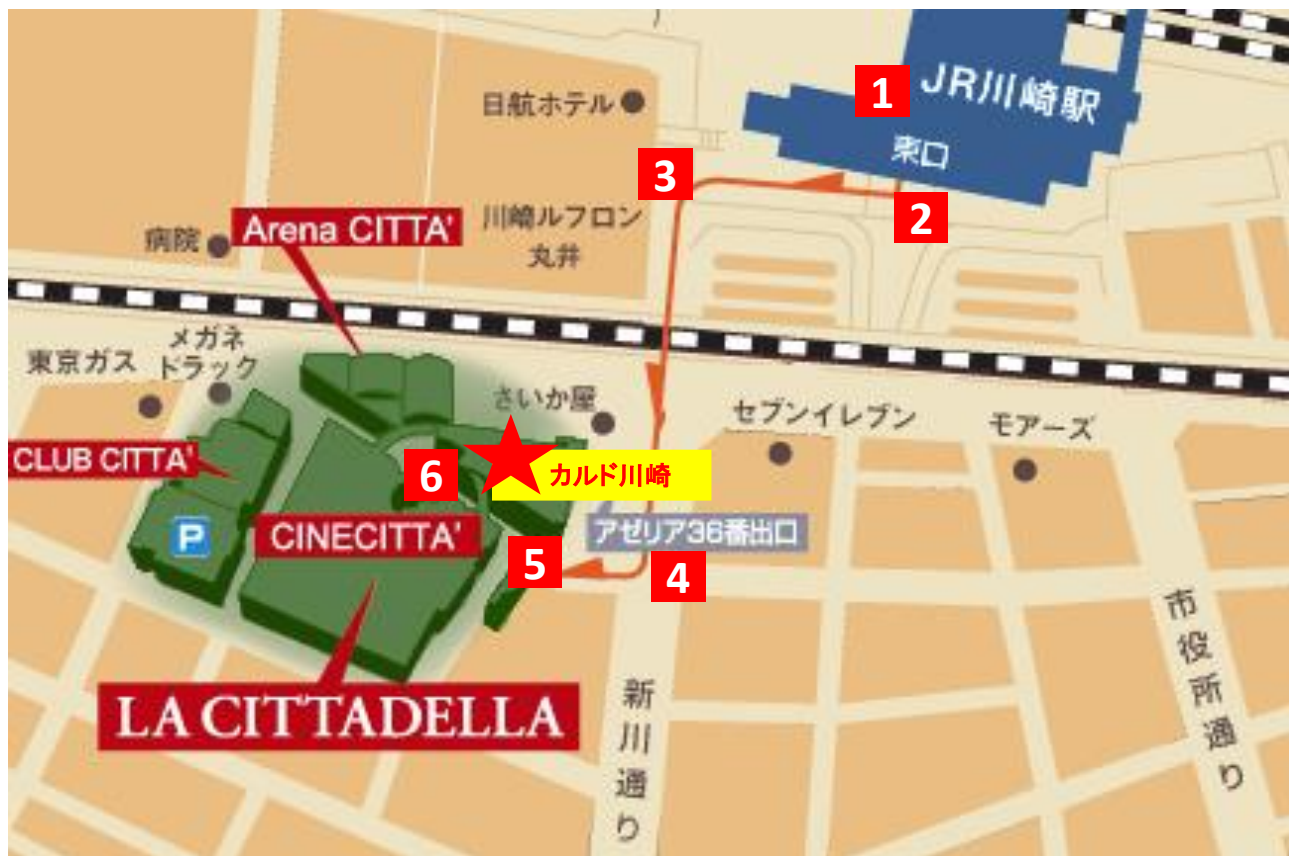 1
JR川崎駅
東口
日航ホテル
3
2
川崎ルフロン
丸井
Arena CITTA'
病院
メガネ
ドラック
東京ガス
さいか屋
セブンイレブン
モアーズ
CLUB CITTA'
6
カルド川崎
P
CINECITTA'
アゼリア36番出口
5
4
LA CITTADELLA
新川通り
市役所通り